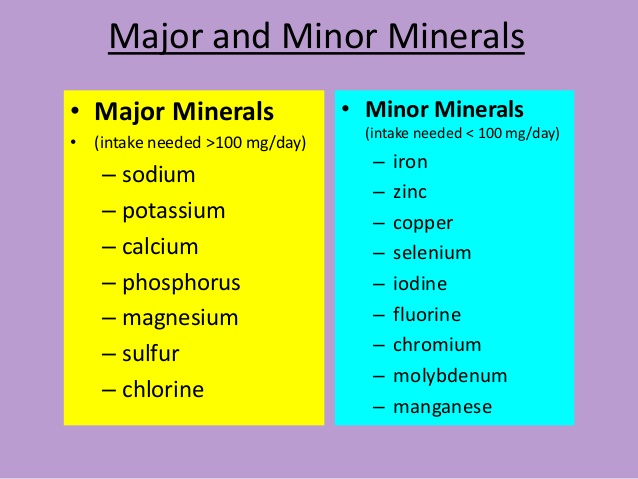 Major and Minor Minerals
• Major Minerals
• (intake needed >100 mg/day)
– sodium
– potassium
– calcium
– phosphorus
– magnesium
– sulfur
– chlorine
• Minor Minerals
(intake needed < 100 mg/day)
– iron
– zinc
– copper
– selenium
– iodine
– fluorine
– chromium
– molybdenum
– manganese